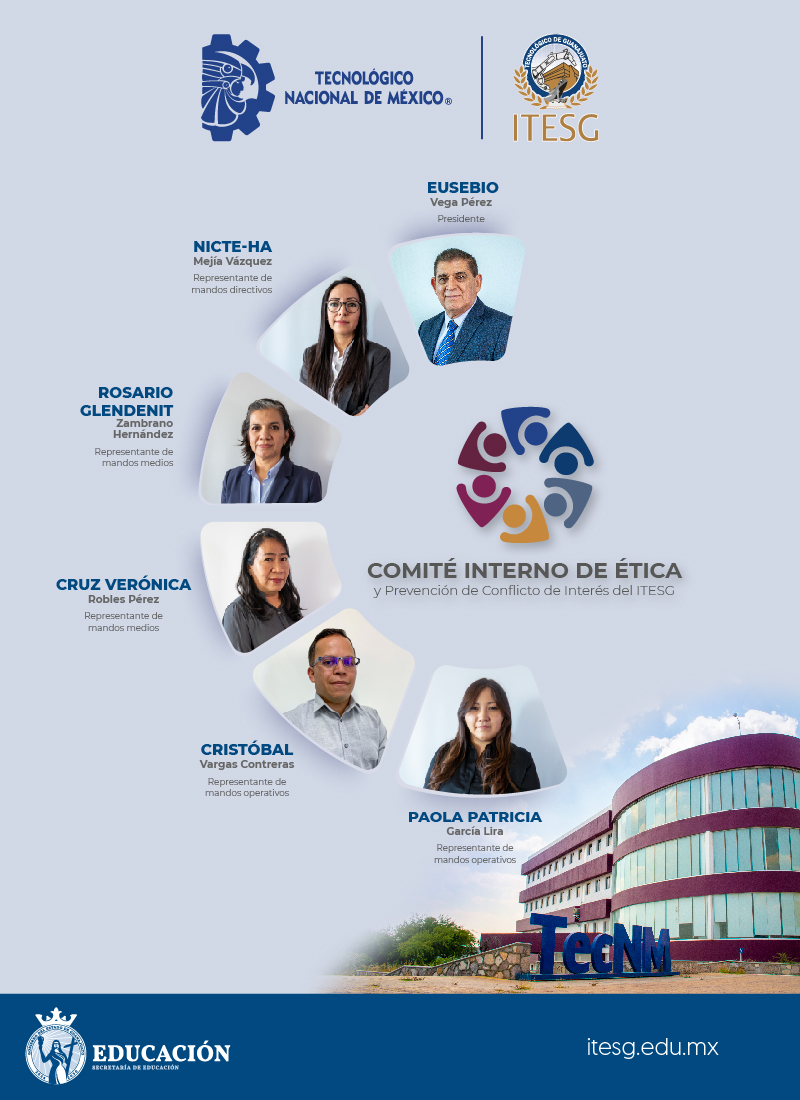 TECNOLÓGICO
NACIONAL DE MÉXICO®
TECNOLÓGICO DE GUANAJUATO
ITESG
EUSEBIO
Vega Pérez
Presidente
NICTE-HA
Mejía Vázquez
Representante de
mandos directivos
ROSARIO
GLENDENIT
Zambrano
Hernández
Representante de
mandos medios
COMITÉ INTERNO DE ÉTICA
y Prevención de Conflicto de Interés del ITESG
CRUZ VERÓNICA
Robles Pérez
Representante de
mandos medios
CRISTÓBAL
Vargas Contreras
Representante de
mandos operativos
PAOLA PATRICIA
García Lira
Representante de
mandos operativos
TecNM
EDUCACIÓN
SECRETARÍA DE EDUCACIÓN
itesg.edu.mx